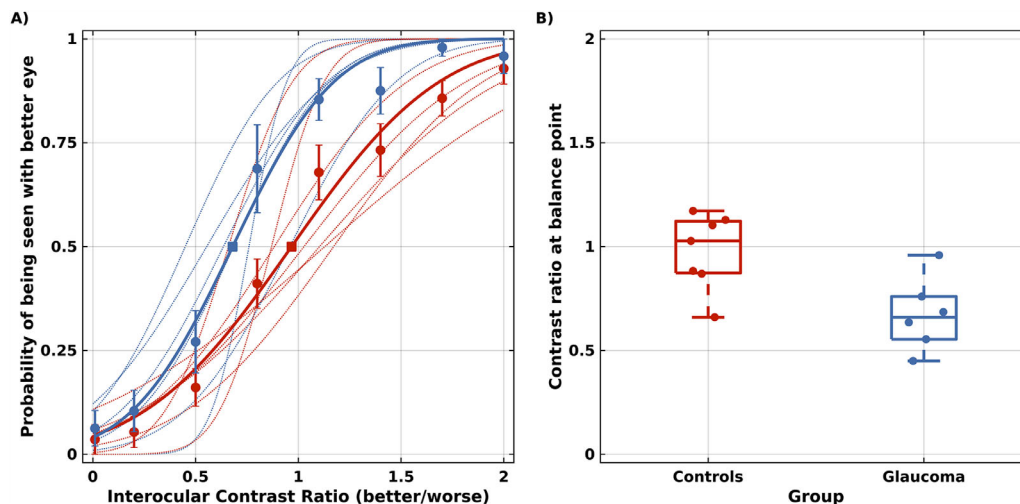 A)
Probability of being seen with better eye
1
0.75
0.5
0.25
0
0
0.5
1
1.5
2
Interocular Contrast Ratio (better/worse)
B)
Contrast ratio at balance point
2
1.5
1
0.5
0
Controls
Glaucoma
Group